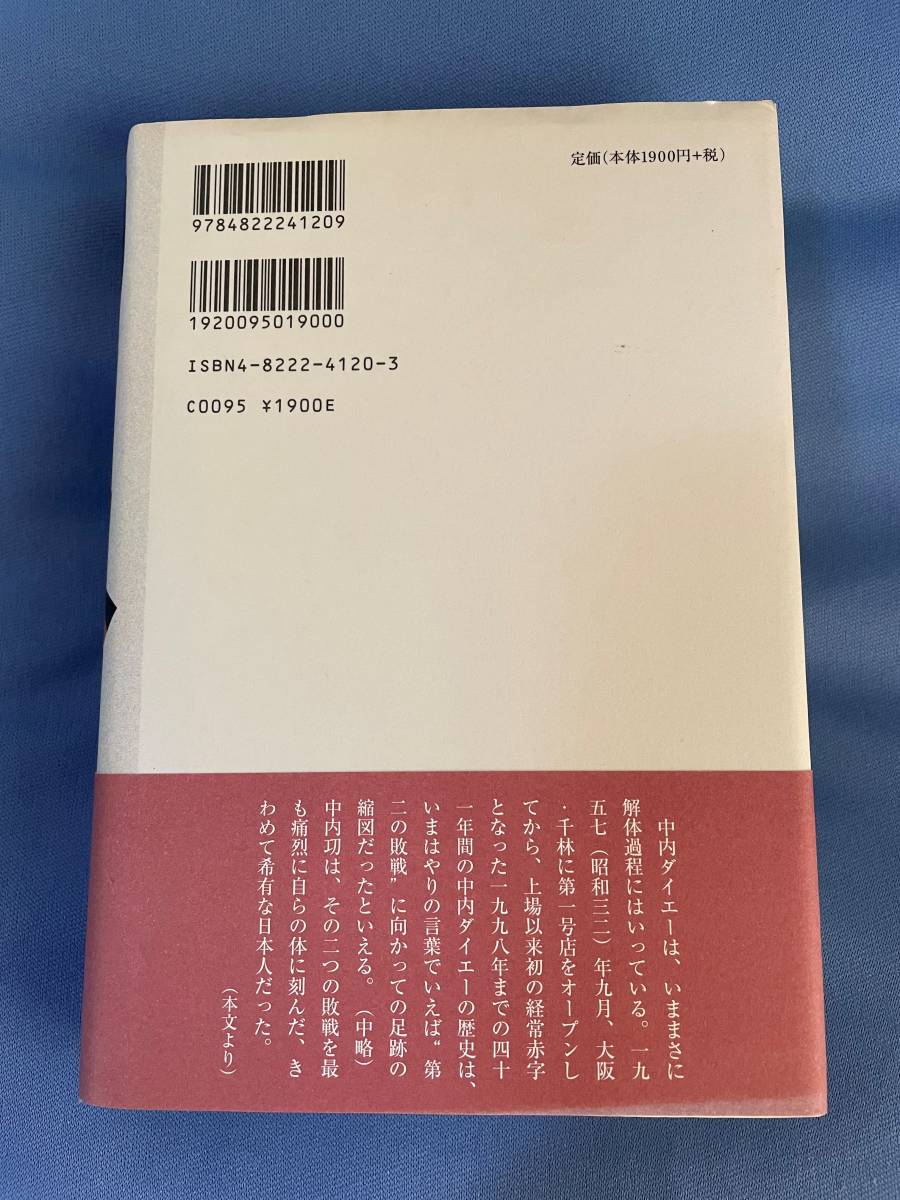 定価(本体1900円+税)
9784822241209
1920095019000
ISBN4-8222-4120-3
C0095 ¥1900E
中内ダイエーは、いままさに
解体過程にはいっている。一九
五七(昭和三二)年九月、大阪
・千林に第一号店をオープンし
てから、上場以来初の経常赤字
となった一九九八年までの四十
一年間の中内ダイエーの歴史は、
いまはやりの言葉でいえば“第
二の敗戦”に向かっての足跡の
縮図だったといえる。(中略)
中内㓛は、その二つの敗戦を最
も痛烈に自らの体に刻んだ、き
わめて希有な日本人だった。
(本文より)